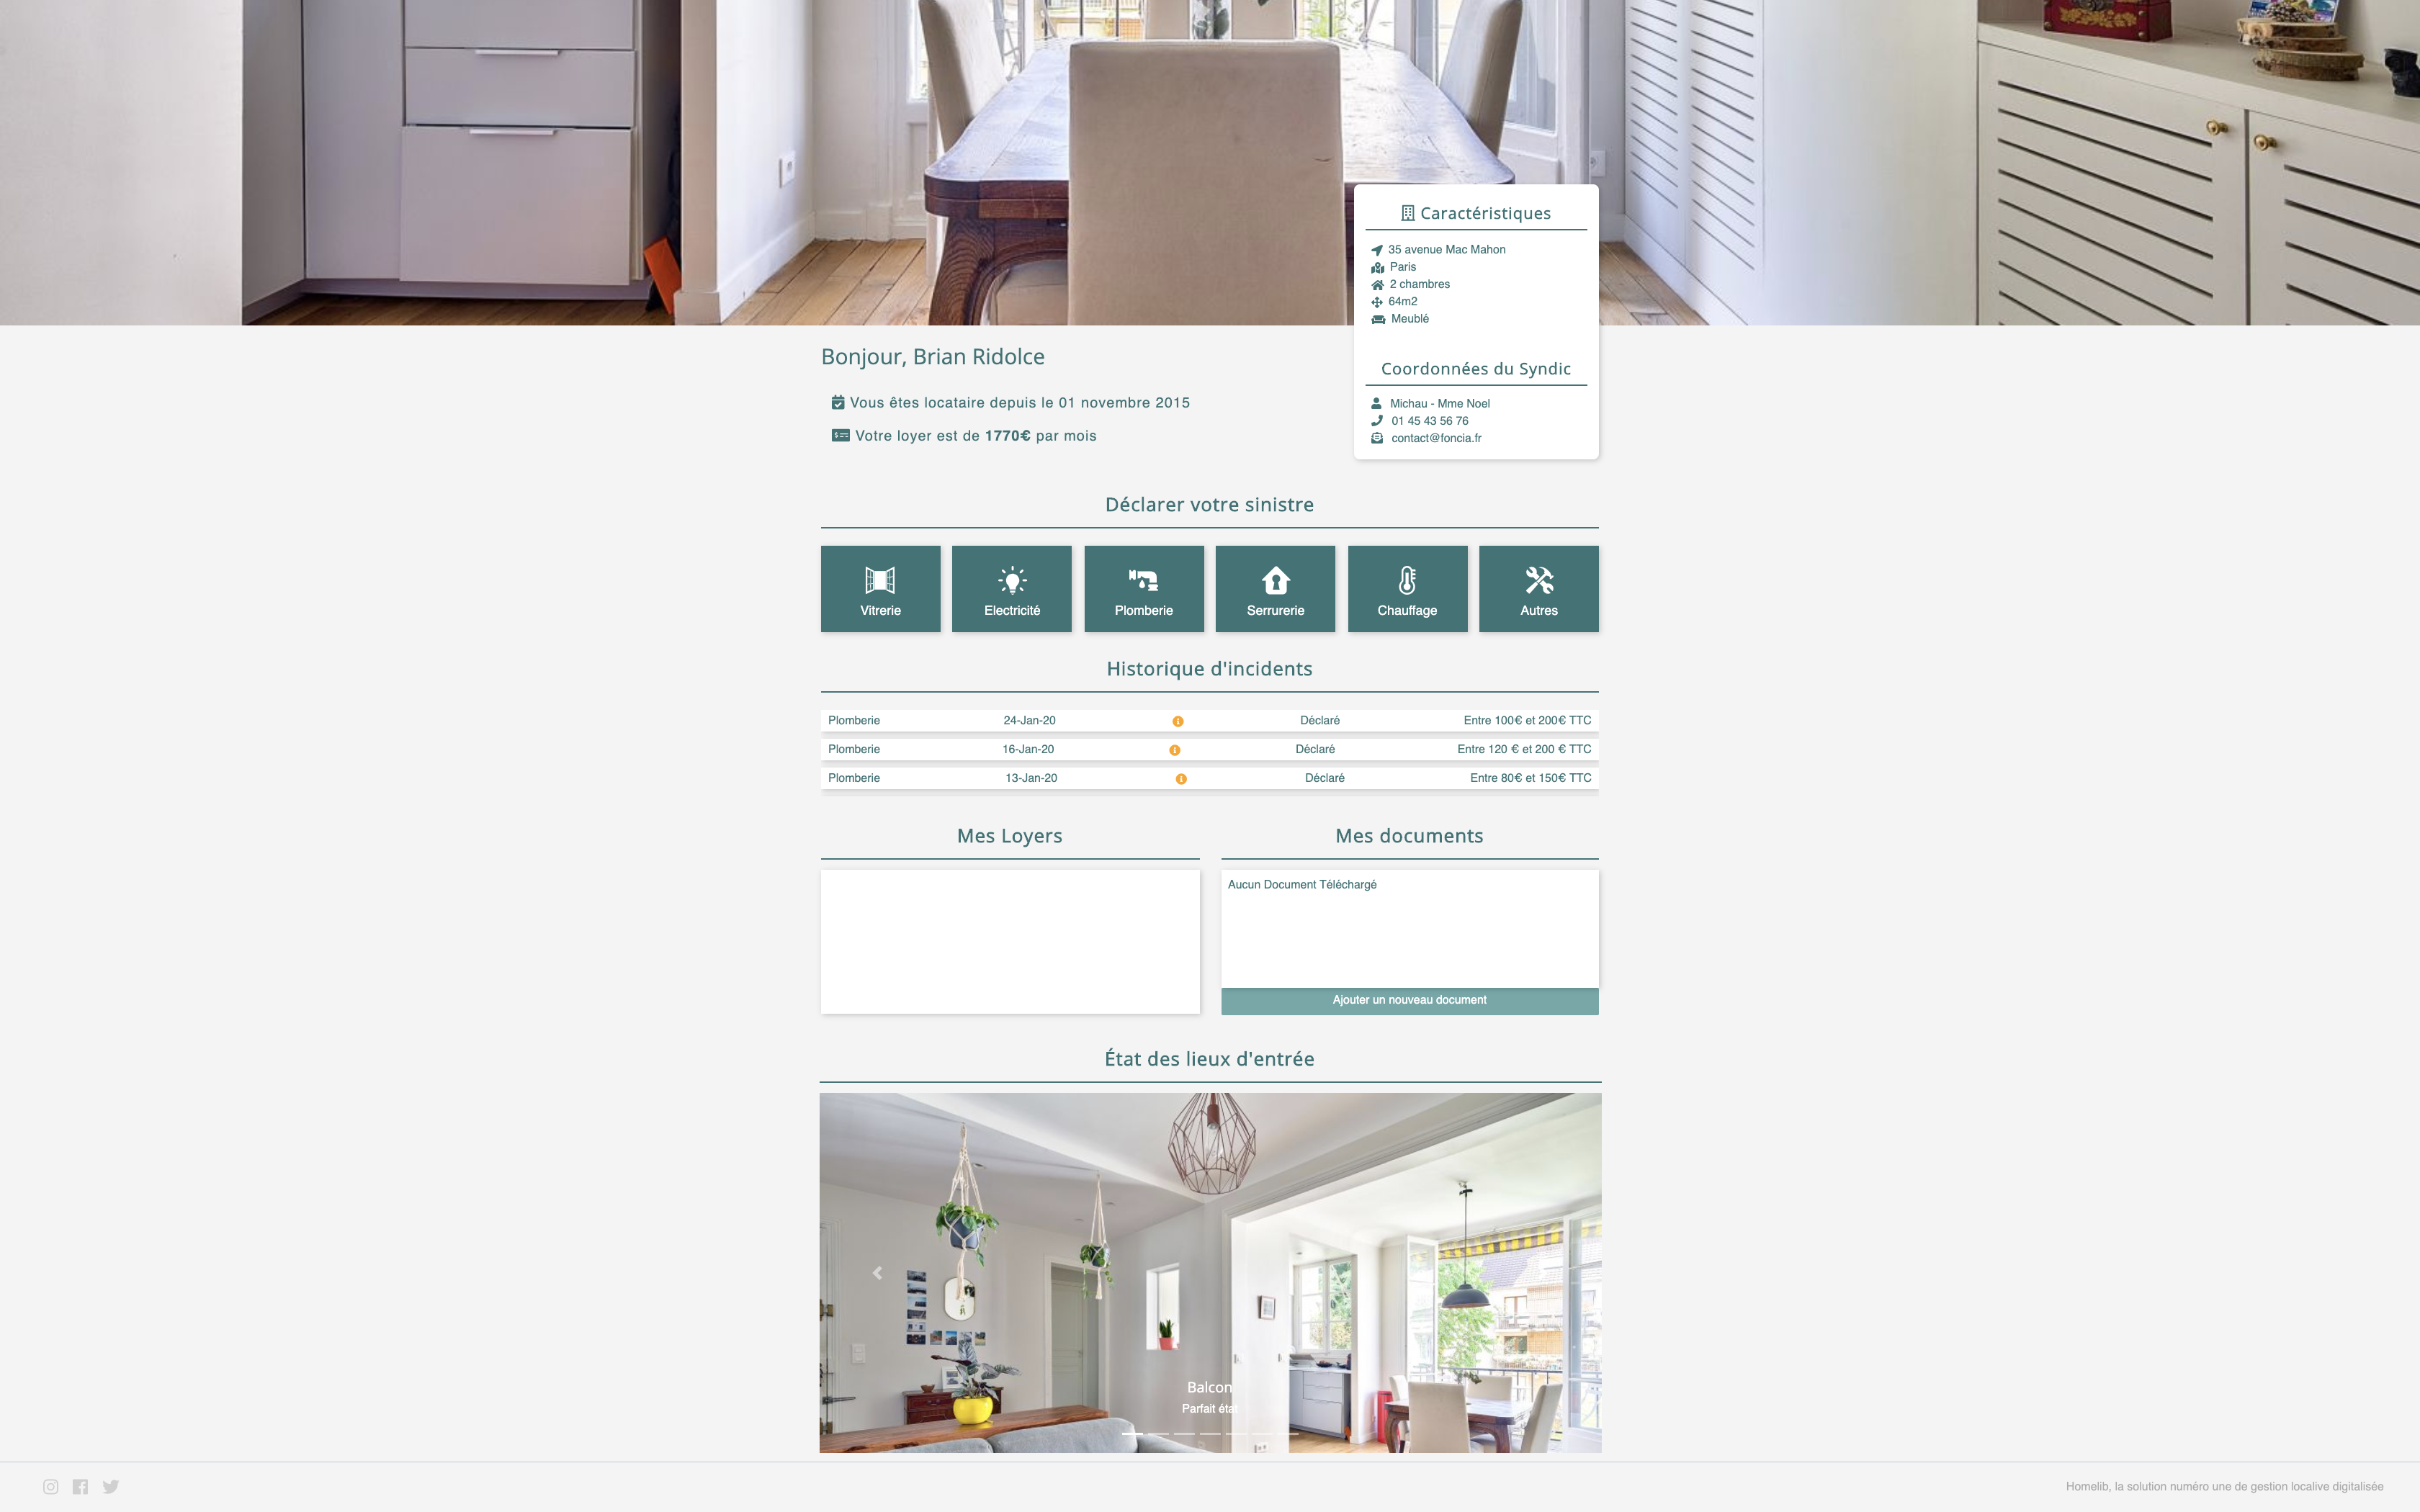 Caractéristiques
35 avenue Mac Mahon
Paris
2 chambres
64m2
Meublé
Coordonnées du Syndic
Michau - Mme Noel
01 45 43 56 76
contact@foncia.fr
Bonjour, Brian Ridolce
Vous êtes locataire depuis le 01 novembre 2015
Votre loyer est de 1770€ par mois
Déclarer votre sinistre
Vitrerie
Electricité
Plomberie
Serrurerie
Chauffage
Autres
Historique d'incidents
Plomberie 24-Jan-20 Déclaré Entre 100€ et 200€ TTC
Plomberie 16-Jan-20 Déclaré Entre 120 € et 200 € TTC
Plomberie 13-Jan-20 Déclaré Entre 80€ et 150€ TTC
Mes Loyers
Mes documents
Aucun Document Téléchargé
Ajouter un nouveau document
État des lieux d'entrée
Balcon
Parfait état
Homelib, la solution numéro une de gestion localive digitalisée